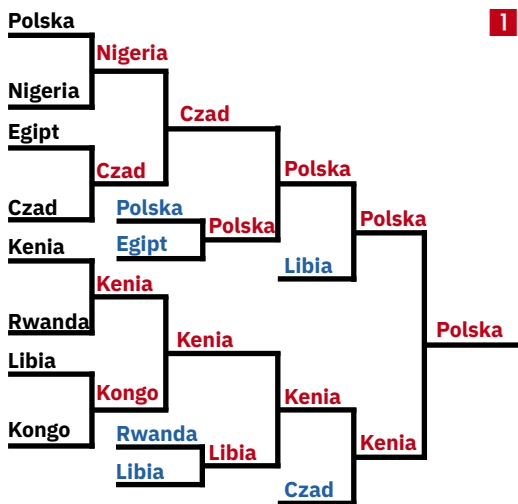 Polska
1
Nigeria
Nigeria
Czad
Egipt
Czad
Polska
Czad
Polska
Polska
Polska
Egipt
Kenia
Libia
Kenia
Rwanda
Polska
Kenia
Libia
Kongo
Kenia
Kongo
Rwanda
Kenia
Libia
Libia
Czad